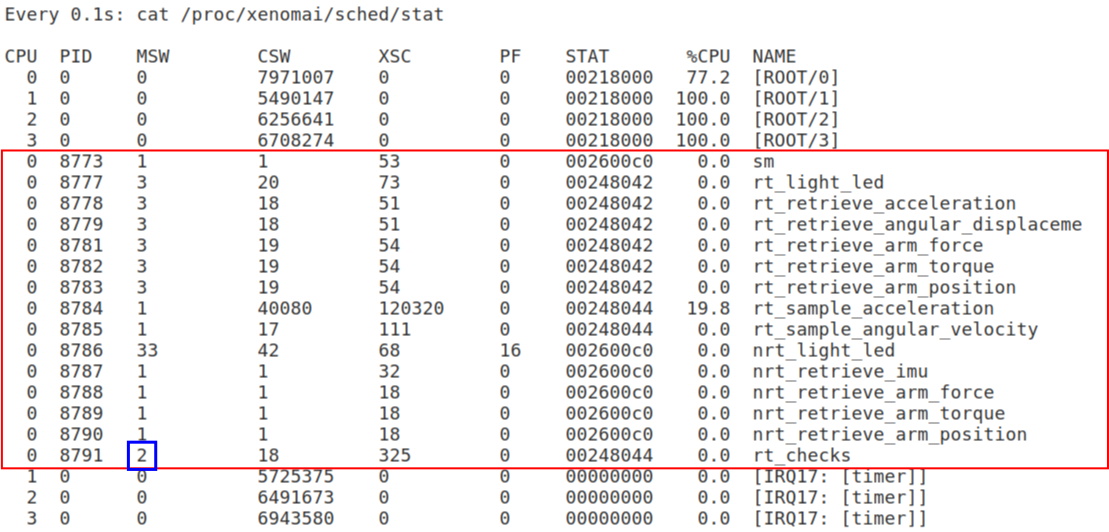 Every 0.1s: cat /proc/xenomai/sched/stat
CPU PID MSW CSW XSC PF STAT %CPU NAME
0 0 0 7971007 0 0 00218000 77.2 [ROOT/0]
1 0 0 5490147 0 0 00218000 100.0 [ROOT/1]
2 0 0 6256641 0 0 00218000 100.0 [ROOT/2]
3 0 0 6708274 0 0 00218000 100.0 [ROOT/3]
0 8773 1 1 53 0 002600c0 0.0 sm
0 8777 3 20 73 0 00248042 0.0 rt_light_led
0 8778 3 18 51 0 00248042 0.0 rt_retrieve_acceleration
0 8779 3 18 51 0 00248042 0.0 rt_retrieve_angular_displaceme
0 8781 3 19 54 0 00248042 0.0 rt_retrieve_arm_force
0 8782 3 19 54 0 00248042 0.0 rt_retrieve_arm_torque
0 8783 3 19 54 0 00248042 0.0 rt_retrieve_arm_position
0 8784 1 40080 120320 0 00248044 19.8 rt_sample_acceleration
0 8785 1 17 111 0 00248044 0.0 rt_sample_angular_velocity
0 8786 33 42 68 16 002600c0 0.0 nrt_light_led
0 8787 1 1 32 0 002600c0 0.0 nrt_retrieve_imu
0 8788 1 1 18 0 002600c0 0.0 nrt_retrieve_arm_force
0 8789 1 1 18 0 002600c0 0.0 nrt_retrieve_arm_torque
0 8790 1 1 18 0 002600c0 0.0 nrt_retrieve_arm_position
0 8791 2 18 325 0 00248044 0.0 rt_checks
1 0 0 5725375 0 0 00000000 0.0 [IRQ17: [timer]]
2 0 0 6491673 0 0 00000000 0.0 [IRQ17: [timer]]
3 0 0 6943580 0 0 00000000 0.0 [IRQ17: [timer]]